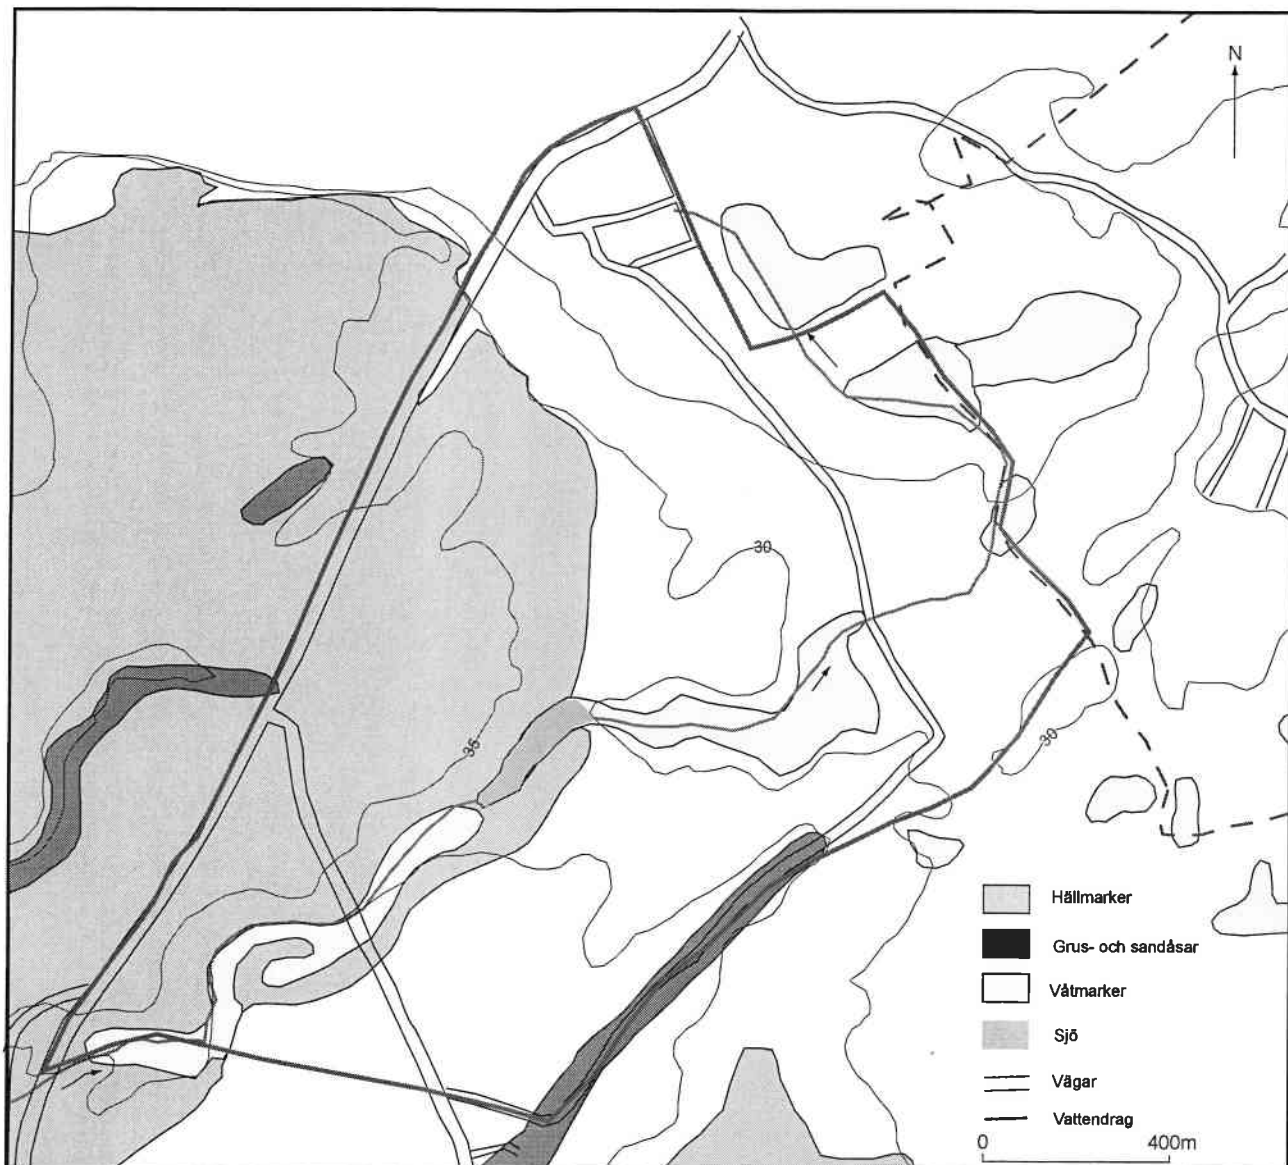 N
30
35
30
Hällmarker
Grus- och sandåsar
Våtmarker
Sjö
Vägar
Vattendrag
0 400m